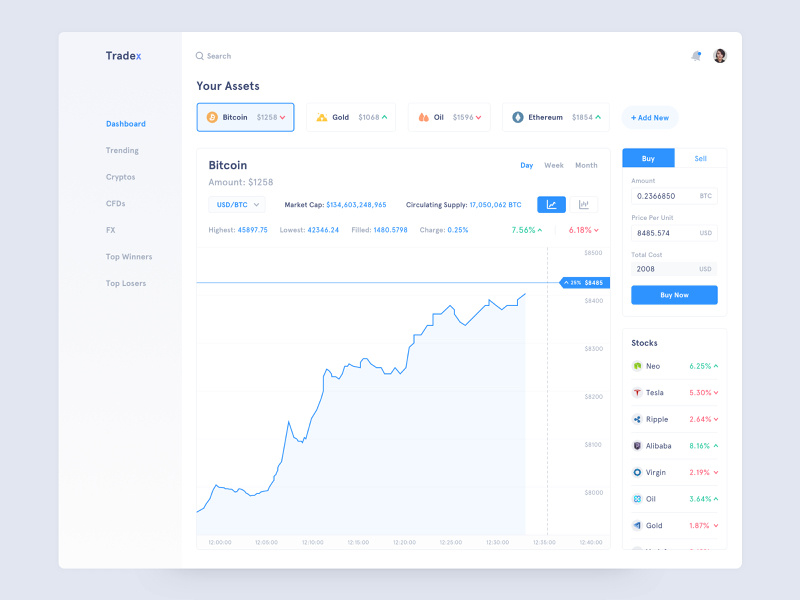 Tradex
Search
Your Assets
Bitcoin $1258
Gold $1068
Oil $1596
Ethereum $1854
+ Add New
Dashboard
Trending
Cryptos
CFDs
FX
Top Winners
Top Losers
Bitcoin
Day Week Month
Amount: $1258
USD/BTC
Market Cap: $134,603,248,965
Circulating Supply: 17,050,062 BTC
Highest: 45897.75 Lowest: 42346.24 Filled: 1480.5798 Charge: 0.25% 7.56% 6.18%
$8500
25% $8485
$8400
$8300
$8200
$8100
$8000
12:00:00 12:05:00 12:10:00 12:15:00 12:20:00 12:25:00 12:30:00 12:35:00 12:40:00
Buy Sell
Amount
0.2366850 BTC
Price Per Unit
8485.574 USD
Total Cost
2008 USD
Buy Now
Stocks
Neo 6.25%
Tesla 5.30%
Ripple 2.64%
Alibaba 8.16%
Virgin 2.19%
Oil 3.64%
Gold 1.87%